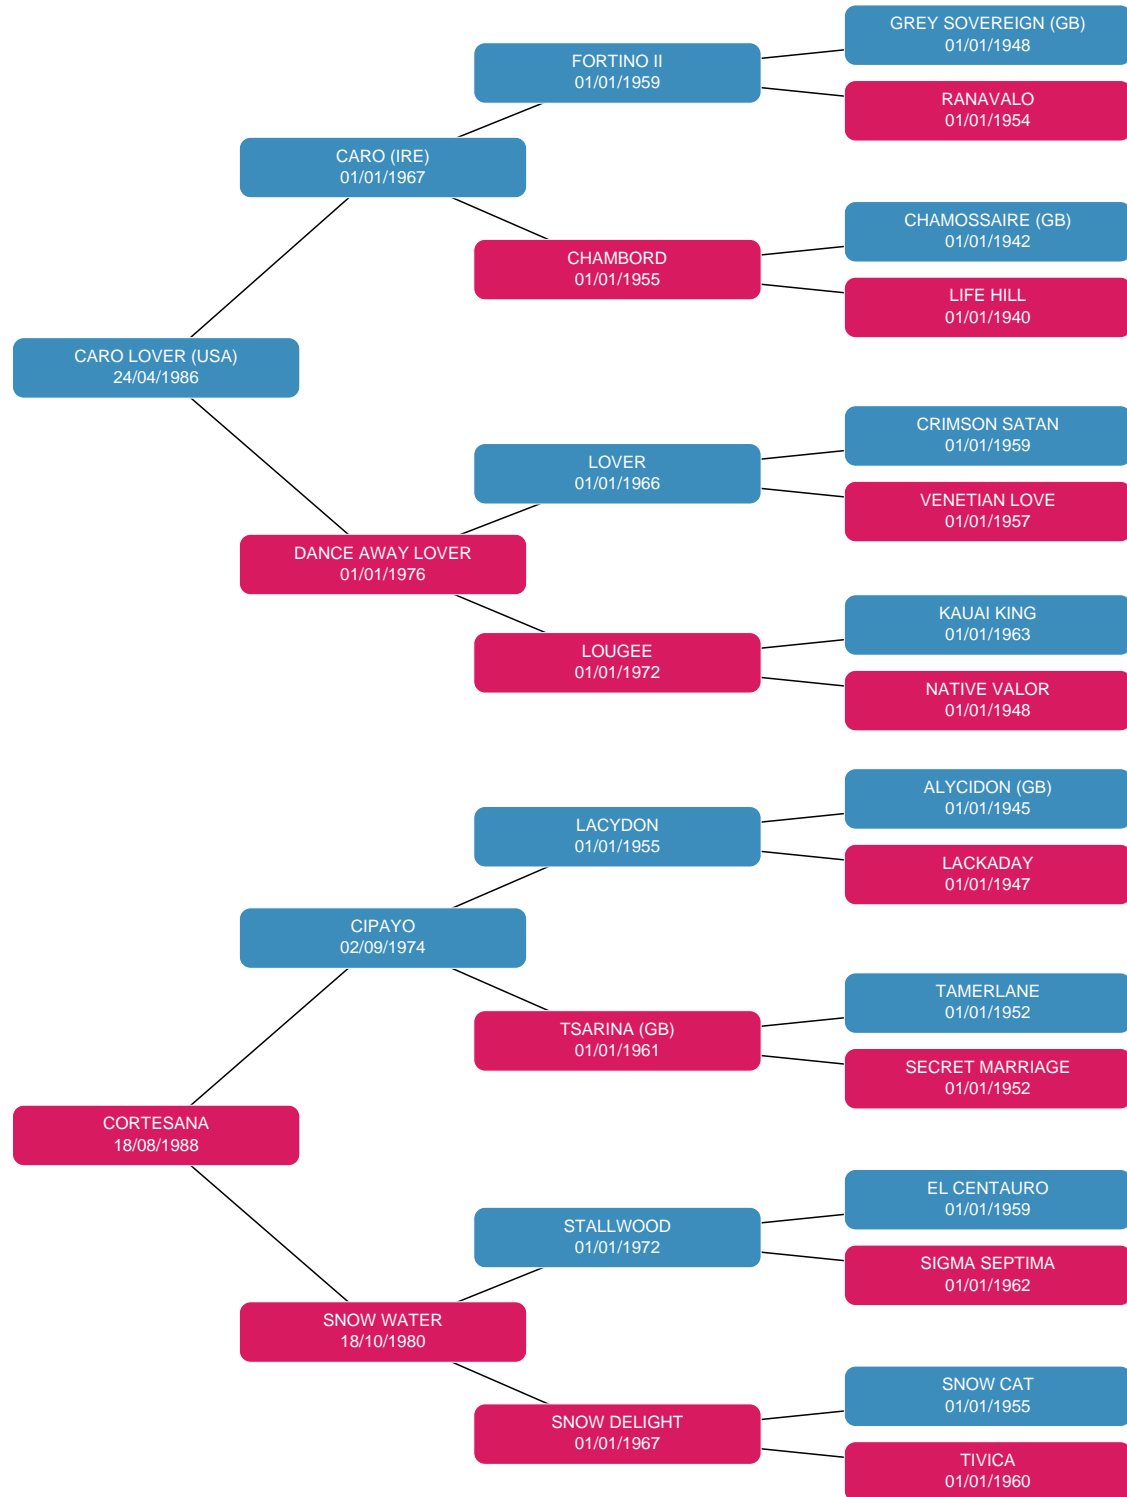 GREY SOVEREIGN (GB)
01/01/1948
FORTINO II
01/01/1959
RANAVALO
01/01/1954
CARO (IRE)
01/01/1967
CHAMOSSAIRE (GB)
01/01/1942
CHAMBORD
01/01/1955
LIFE HILL
01/01/1940
CARO LOVER (USA)
24/04/1986
CRIMSON SATAN
01/01/1959
LOVER
01/01/1966
VENETIAN LOVE
01/01/1957
DANCE AWAY LOVER
01/01/1976
KAUAI KING
01/01/1963
LOUGEE
01/01/1972
NATIVE VALOR
01/01/1948
ALYCIDON (GB)
01/01/1945
LACYDON
01/01/1955
LACKADAY
01/01/1947
CIPAYO
02/09/1974
TAMERLANE
01/01/1952
TSARINA (GB)
01/01/1961
SECRET MARRIAGE
01/01/1952
CORTESANA
18/08/1988
EL CENTAURO
01/01/1959
STALLWOOD
01/01/1972
SIGMA SEPTIMA
01/01/1962
SNOW WATER
18/10/1980
SNOW CAT
01/01/1955
SNOW DELIGHT
01/01/1967
TIVICA
01/01/1960